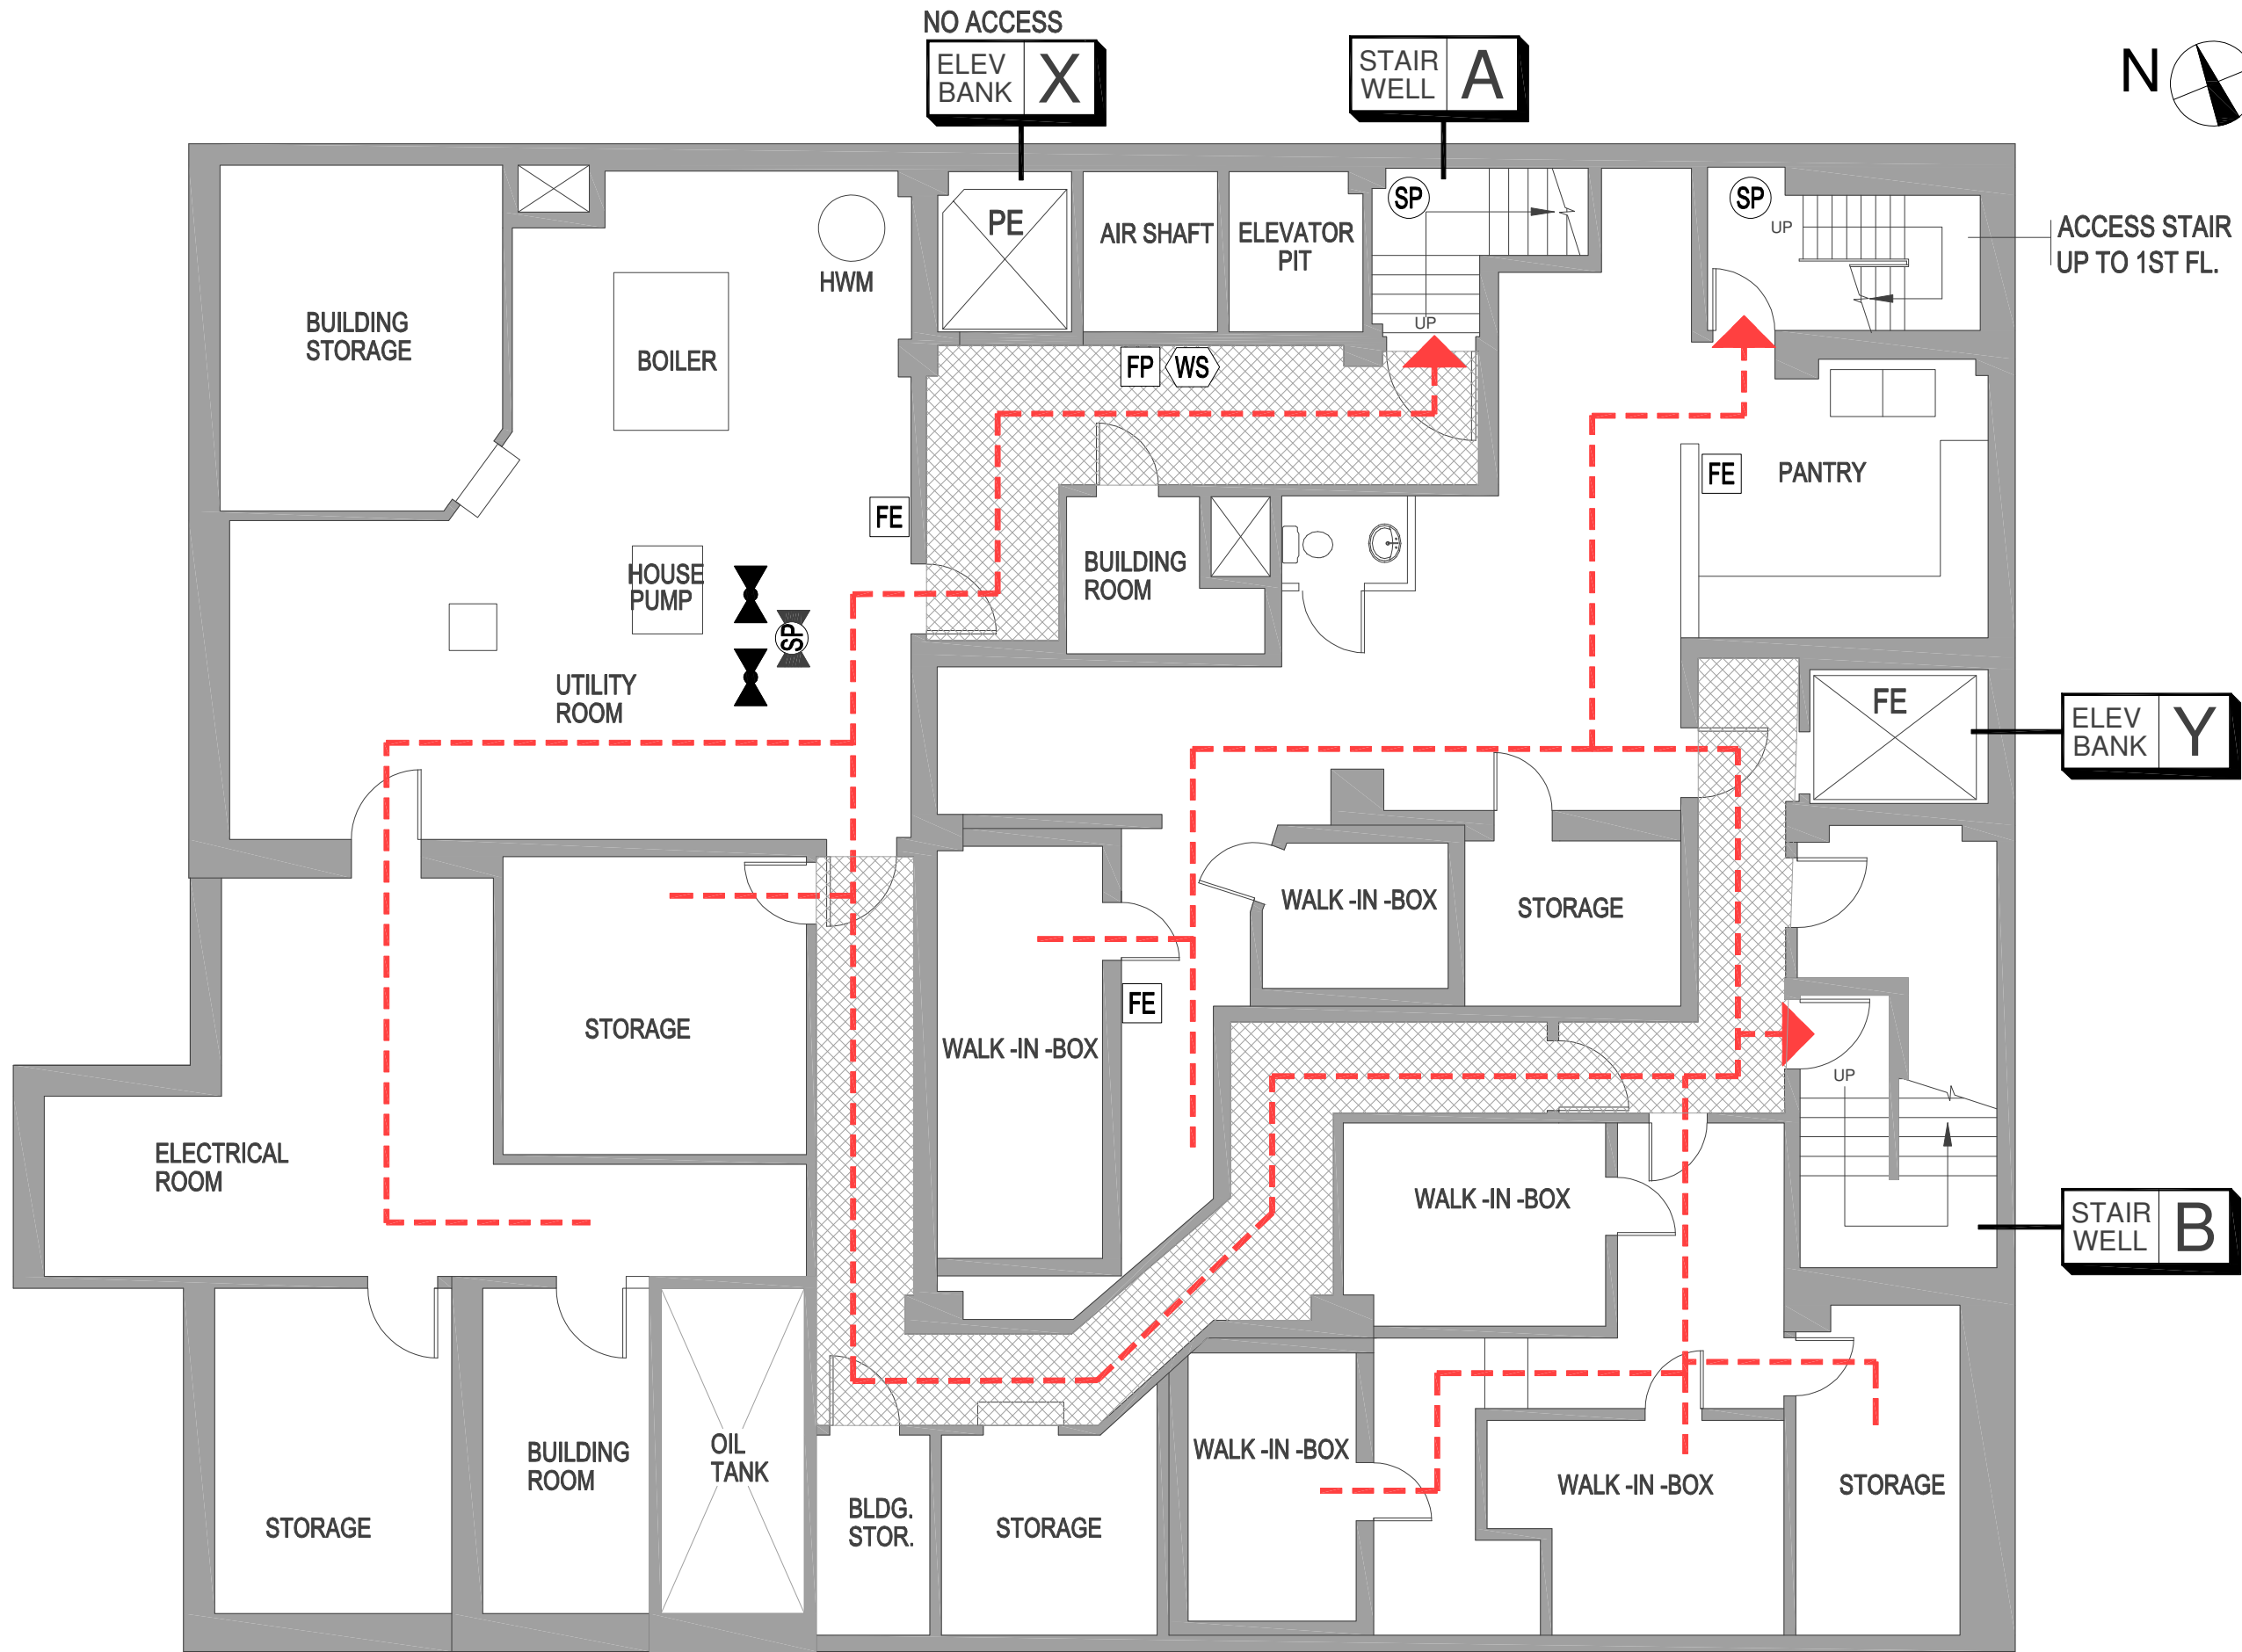 NO ACCESS
ELEV
BANK
X
STAIR
WELL
A
N
PE
AIR SHAFT
ELEVATOR
PIT
SP
UP
SP
UP
ACCESS STAIR
UP TO 1ST FL.
HWM
BUILDING
STORAGE
BOILER
FP
WS
FE
FE
PANTRY
HOUSE
PUMP
SP
BUILDING
ROOM
UTILITY
ROOM
FE
ELEV
BANK
Y
WALK -IN -BOX
STORAGE
FE
STORAGE
WALK -IN -BOX
UP
ELECTRICAL
ROOM
WALK -IN -BOX
STAIR
WELL
B
BUILDING
ROOM
OIL
TANK
WALK -IN -BOX
WALK -IN -BOX
STORAGE
STORAGE
BLDG.
STOR.
STORAGE